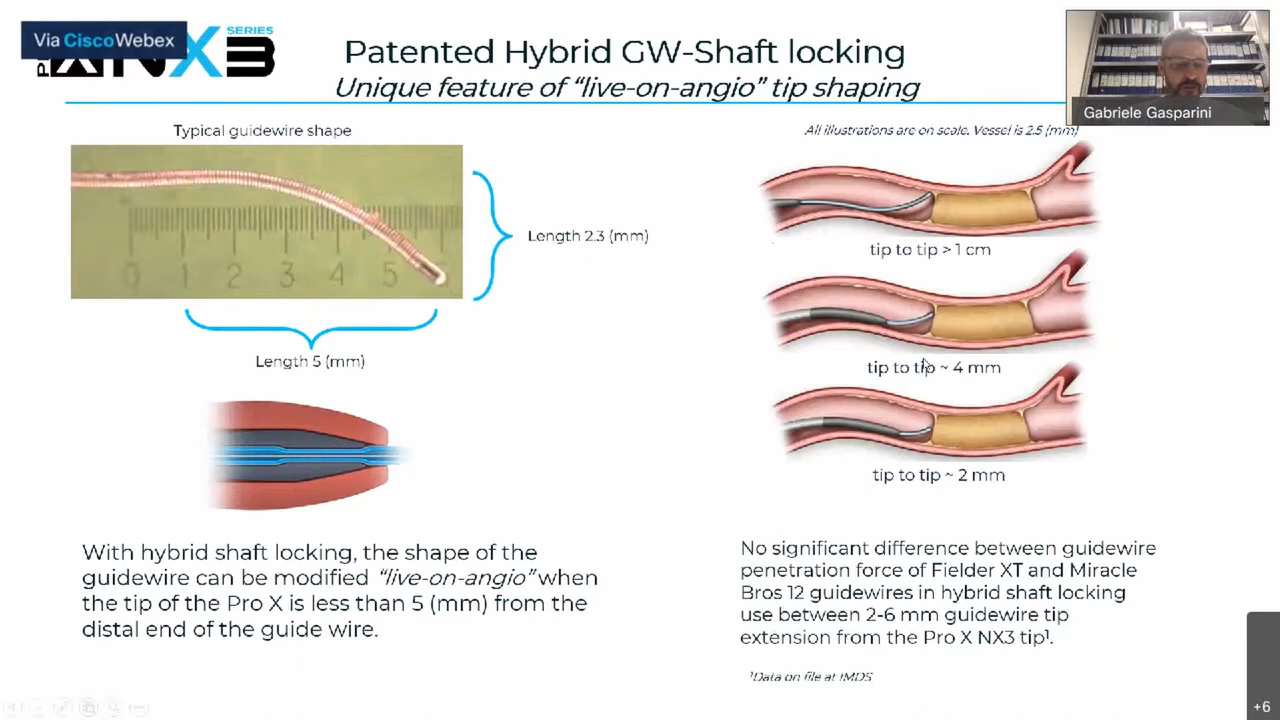 Via Cisco Webex
NX3
SERIES
Patented Hybrid GW-Shaft locking
Unique feature of “live-on-angio” tip shaping
Gabriele Gasparini
Typical guidewire shape
All illustrations are on scale. Vessel is 2.5 (mm)
0 1 2 3 4 5
Length 2.3 (mm)
Length 5 (mm)
tip to tip > 1 cm
tip to tip ~ 4 mm
tip to tip ~ 2 mm
With hybrid shaft locking, the shape of the
guidewire can be modified “live-on-angio” when
the tip of the Pro X is less than 5 (mm) from the
distal end of the guide wire.
No significant difference between guidewire
penetration force of Fielder XT and Miracle
Bros 12 guidewires in hybrid shaft locking
use between 2-6 mm guidewire tip
extension from the Pro X NX3 tip¹.
¹Data on file at IMDS
+6